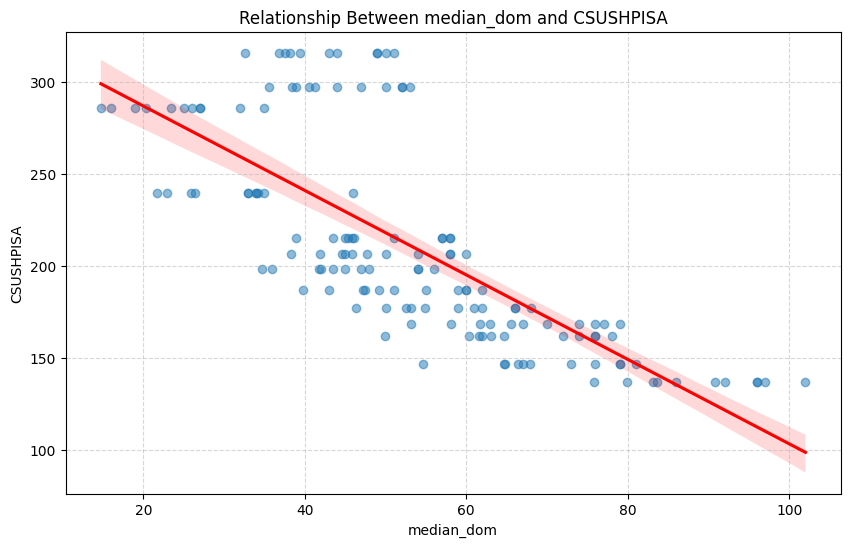 Relationship Between median_dom and CSUSHPISA
300
250
200
150
100
CSUSHPISA
20 40 60 80 100
median_dom